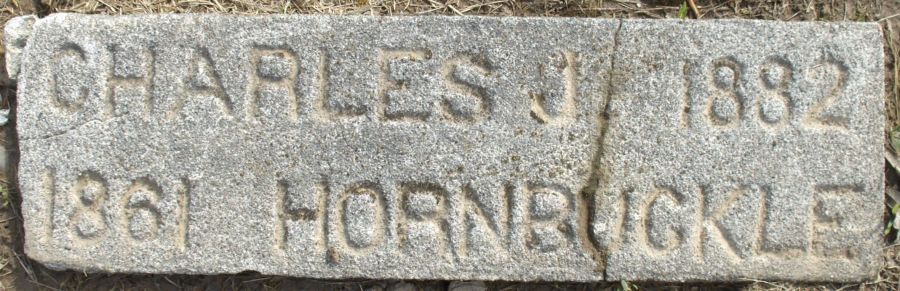 CHARLES J 1882
1861 HORNBUCKLE